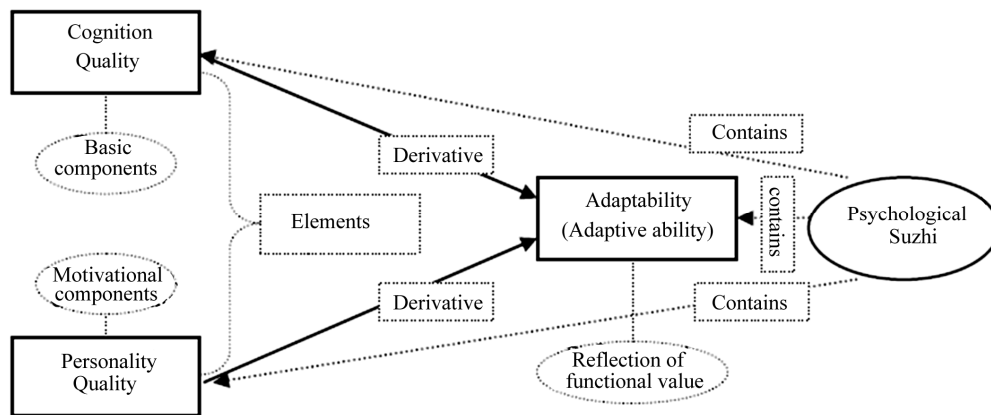 Cognition
Quality
Basic
components
Derivative
Contains
Elements
Adaptability
(Adaptive ability)
contains
Psychological
Suzhi
Motivational
components
Derivative
Contains
Personality
Quality
Reflection of
functional value